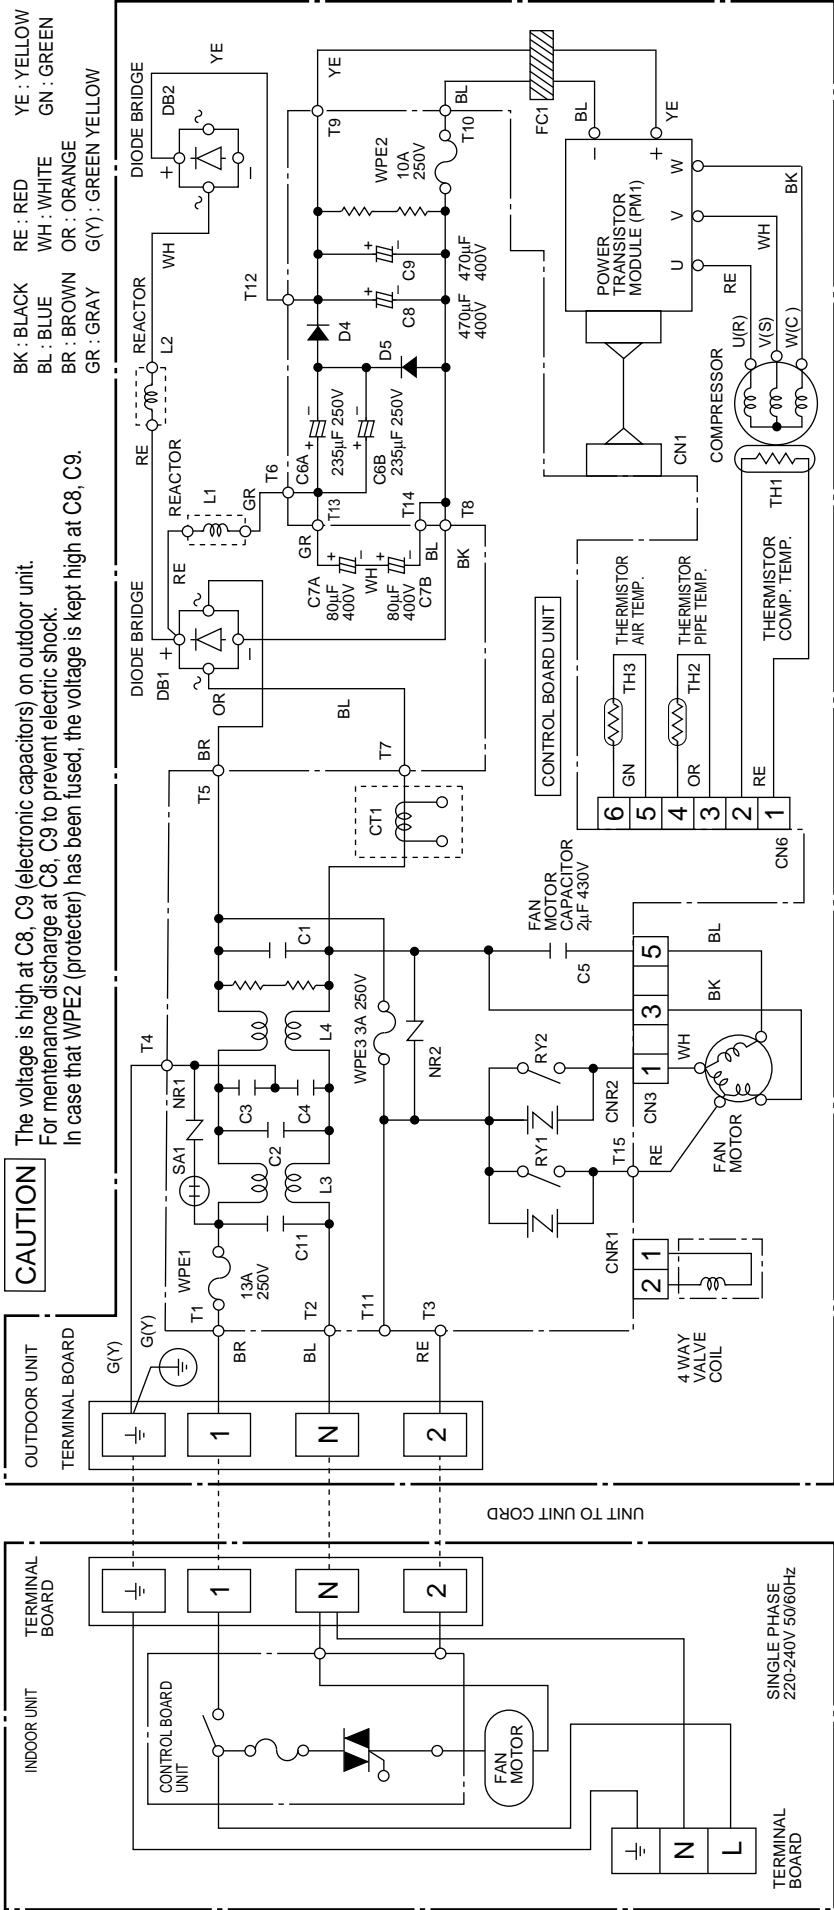 CAUTION
The voltage is high at C8, C9 (electronic capacitors) on outdoor unit.
For mentenance discharge at C8, C9 to prevent electric shock.
In case that WPE2 (protecter) has been fused, the voltage is kept high at C8, C9.
BK : BLACK
BL : BLUE
BR : BROWN
GR : GRAY
RE : RED
WH : WHITE
OR : ORANGE
G(Y) : GREEN YELLOW
YE : YELLOW
GN : GREEN
INDOOR UNIT
TERMINAL
BOARD
1
N
2
CONTROL BOARD
UNIT
FAN
MOTOR
N
L
TERMINAL
BOARD
SINGLE PHASE
220-240V 50/60Hz
UNIT TO UNIT CORD
OUTDOOR UNIT
TERMINAL BOARD
1
N
2
G(Y)
G(Y)
BR
BL
RE
T1
T2
T11
T3
WPE1
13A
250V
SA1
NR1
T4
C11
L3
C2
C3
C4
L4
C1
WPE3 3A 250V
NR2
T5
BR
T7
CT1
BL
OR
DIODE BRIDGE
DB1
+
~
~
–
RE
REACTOR
L1
GR
T6
RE
REACTOR
L2
WH
DIODE BRIDGE
DB2
+
~
~
–
YE
T12
GR
T13
C7A
80µF
400V
+
–
WH
80µF
400V
C7B
+
–
BL
T14
T8
BK
C6A
+
–
235µF 250V
C6B
+
–
235µF 250V
D4
D5
C8
+
–
470µF
400V
C9
+
–
470µF
400V
WPE2
10A
250V
T9
YE
T10
BL
FC1
BL
YE
–
+
POWER
TRANSISTOR
MODULE (PM1)
U
V
W
RE
WH
BK
U(R)
V(S)
W(C )
COMPRESSOR
CN1
TH1
THERMISTOR
COMP. TEMP.
CONTROL BOARD UNIT
THERMISTOR
AIR TEMP.
TH3
GN
THERMISTOR
PIPE TEMP.
TH2
OR
RE
6
5
4
3
2
1
CN6
FAN
MOTOR
CAPACITOR
2µF 430V
C5
RY1
RY2
CNR1
CNR2
T15
CN3
1
3
5
RE
WH
BK
BL
FAN
MOTOR
2
1
4 WAY
VALVE
COIL